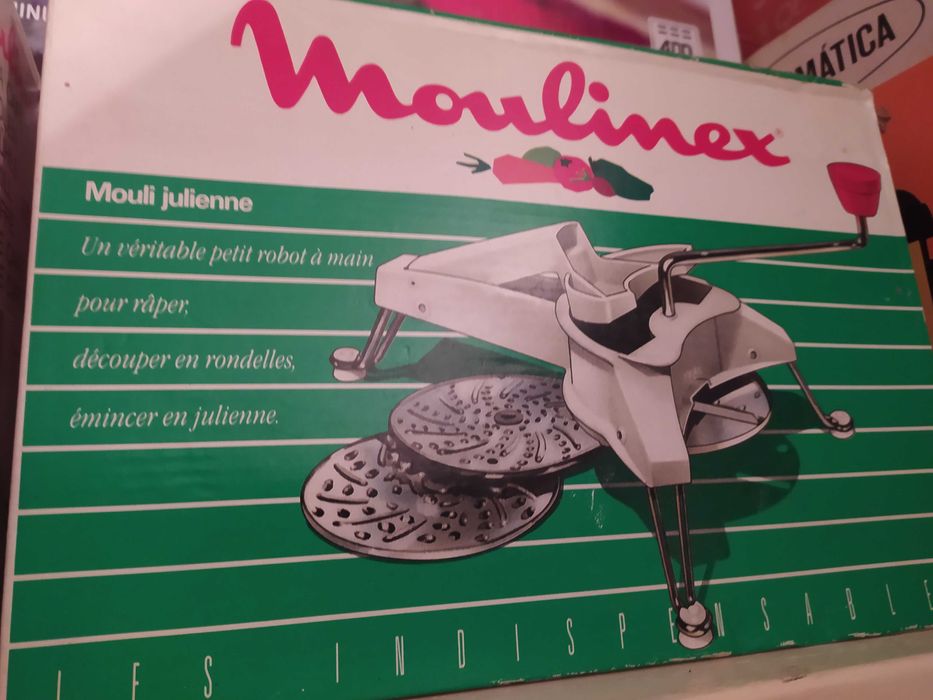 400
MÁTICA
Moulinex
Mouli julienne
Un véritable petit robot à main
pour râper,
découper en rondelles,
émincer en julienne.
LES INDISPENSABLE